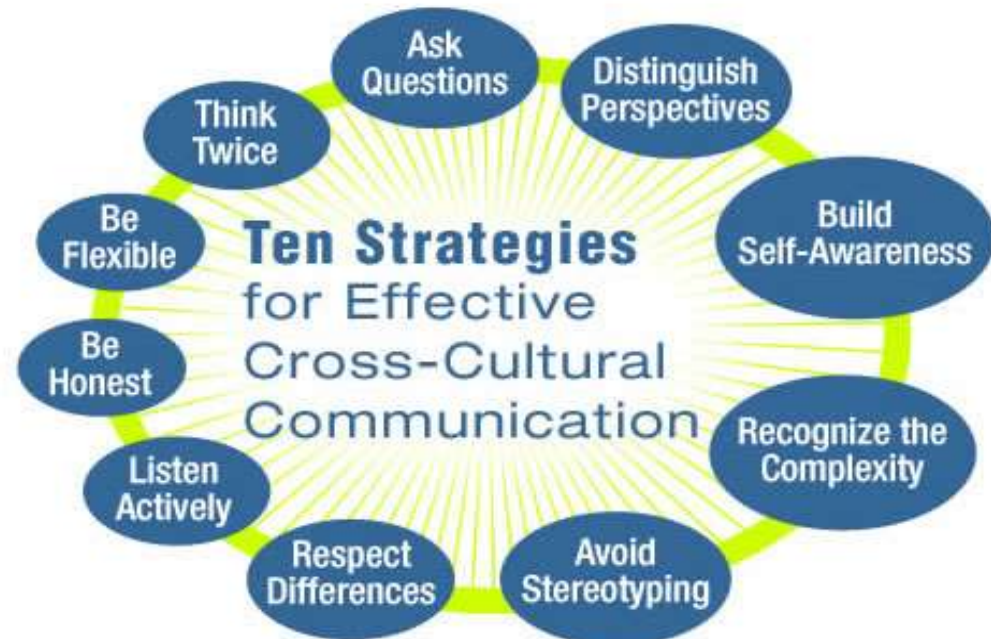 Ten Strategies
for Effective
Cross-Cultural
Communication
Ask
Questions
Distinguish
Perspectives
Build
Self-Awareness
Recognize the
Complexity
Avoid
Stereotyping
Respect
Differences
Listen
Actively
Be
Honest
Be
Flexible
Think
Twice